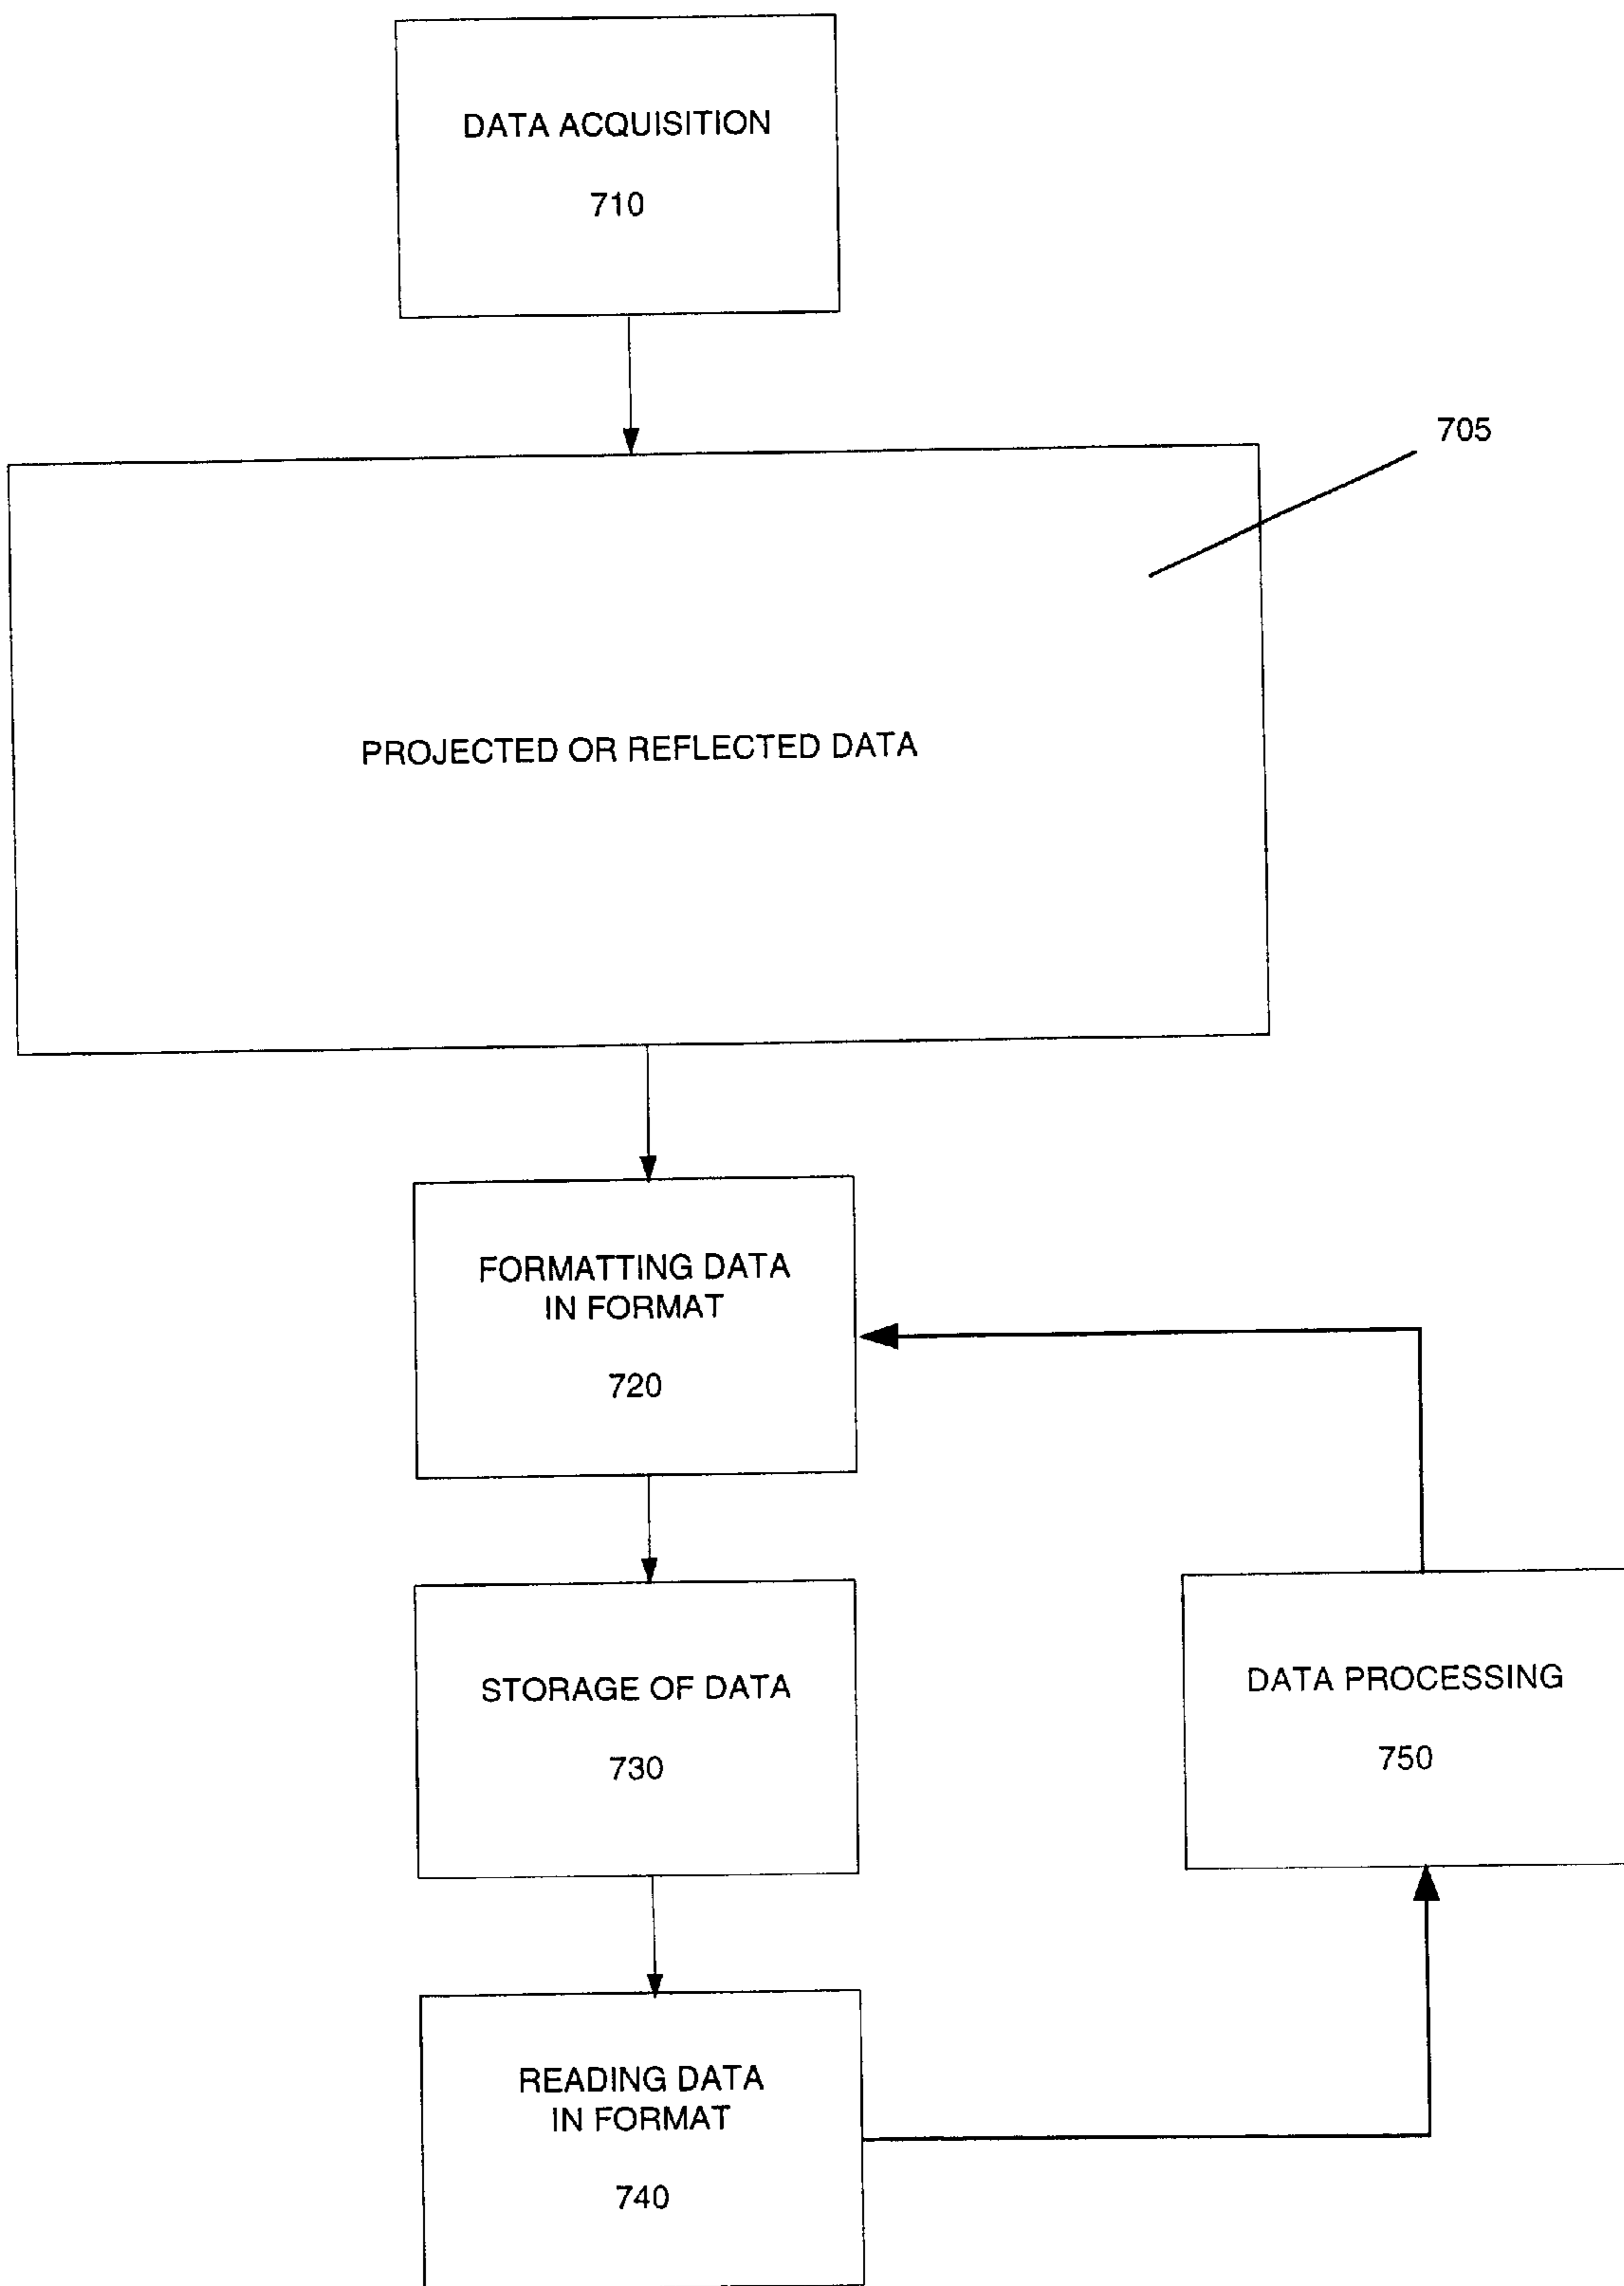 DATA ACQUISITION
710
705
PROJECTED OR REFLECTED DATA
FORMATTING DATA
IN FORMAT
720
STORAGE OF DATA
730
DATA PROCESSING
750
READING DATA
IN FORMAT
740